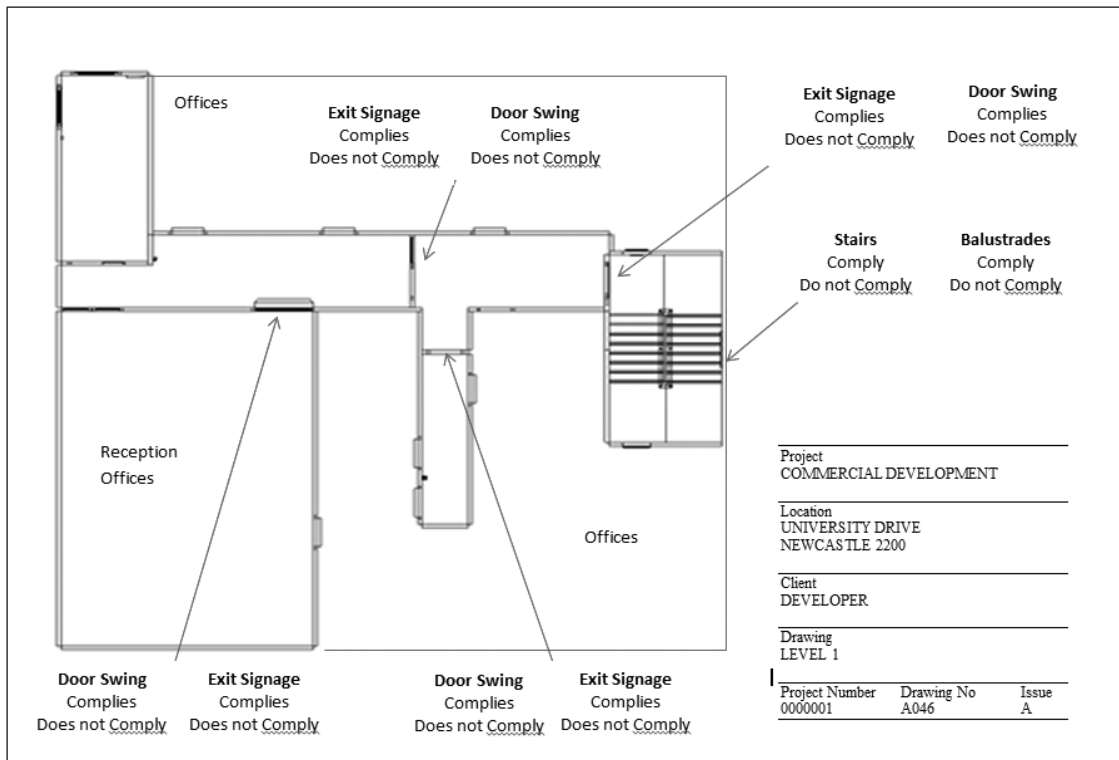 Offices
Exit Signage
Complies
Does not Comply
Door Swing
Complies
Does not Comply
Exit Signage
Complies
Does not Comply
Door Swing
Complies
Does not Comply
Stairs
Comply
Do not Comply
Balustrades
Comply
Do not Comply
Reception
Offices
Offices
Door Swing
Complies
Does not Comply
Exit Signage
Complies
Does not Comply
Door Swing
Complies
Does not Comply
Exit Signage
Complies
Does not Comply
Project
COMMERCIAL DEVELOPMENT
Location
UNIVERSITY DRIVE
NEWCASTLE 2200
Client
DEVELOPER
Drawing
LEVEL 1
Project Number Drawing No Issue
0000001 A046 A